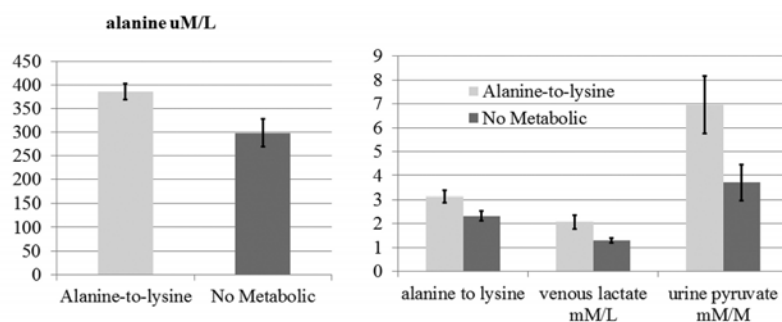 alanine uM/L
450
400
350
300
250
200
150
100
50
0
Alanine-to-lysine
No Metabolic
9
8
7
6
5
4
3
2
1
0
Alanine-to-lysine
No Metabolic
alanine to lysine
venous lactate
mM/L
urine pyruvate
mM/M